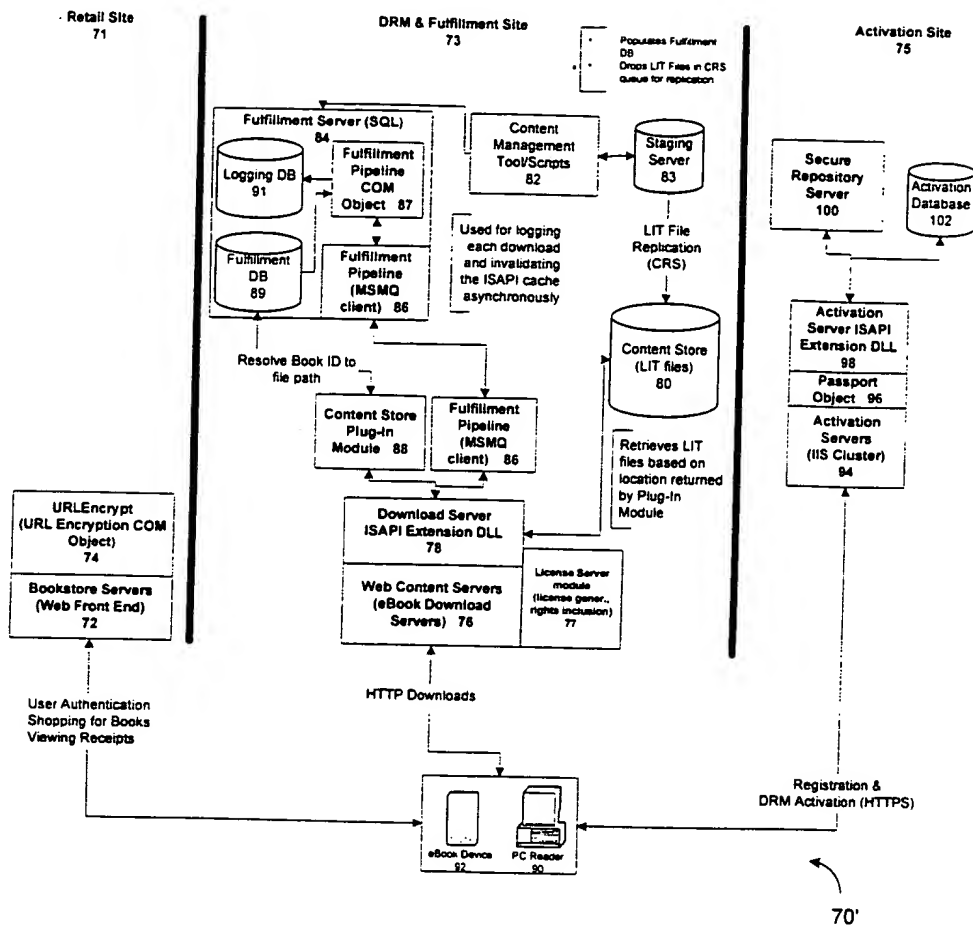 Retail Site
71
DRM & Fulfillment Site
73
Activation Site
75
Populates Fulfillment
DB
Drops LIT Files in CRS
queue for replication
Fulfillment Server (SQL)
84
Logging DB
91
Fulfillment
Pipeline
COM
Object 87
Fulfillment
DB
89
Fulfillment
Pipeline
(MSMQ
client) 86
Content
Management
Tool/Scripts
82
Staging
Server
83
Used for logging
each download
and invalidating
the ISAPI cache
asynchronously
LIT File
Replication
(CRS)
Content Store
(LIT files)
80
Secure
Repository
Server
100
Activation
Database
102
Activation
Server ISAPI
Extension DLL
98
Passport
Object 96
Activation
Servers
(IIS Cluster)
94
Resolve Book ID to
file path
Content Store
Plug-In
Module 88
Fulfillment
Pipeline
(MSMQ
client) 86
Retrieves LIT
files based on
location returned
by Plug-In
Module
URLEncrypt
(URL Encryption COM
Object)
74
Bookstore Servers
(Web Front End)
72
Download Server
ISAPI Extension DLL
78
Web Content Servers
(eBook Download
Servers) 76
License Server
module
(license gener.,
rights inclusion)
77
User Authentication
Shopping for Books
Viewing Receipts
HTTP Downloads
Registration &
DRM Activation (HTTPS)
eBook Device
92
PC Reader
90
70'